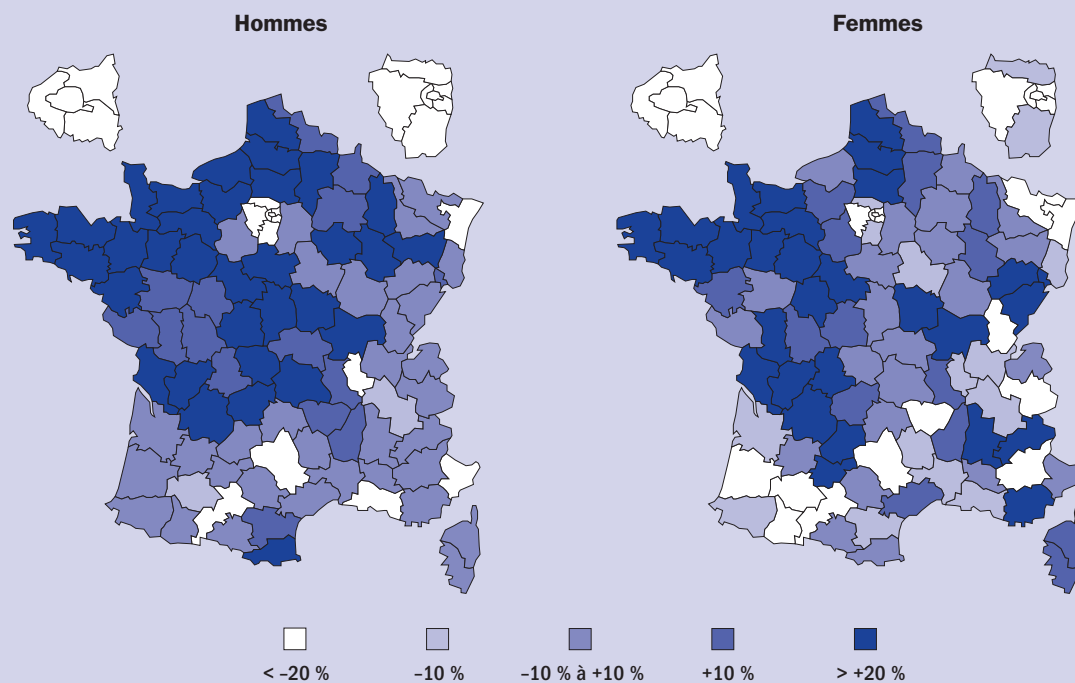 Hommes
Femmes
< –20 %
–10 %
–10 % à +10 %
+10 %
> +20 %